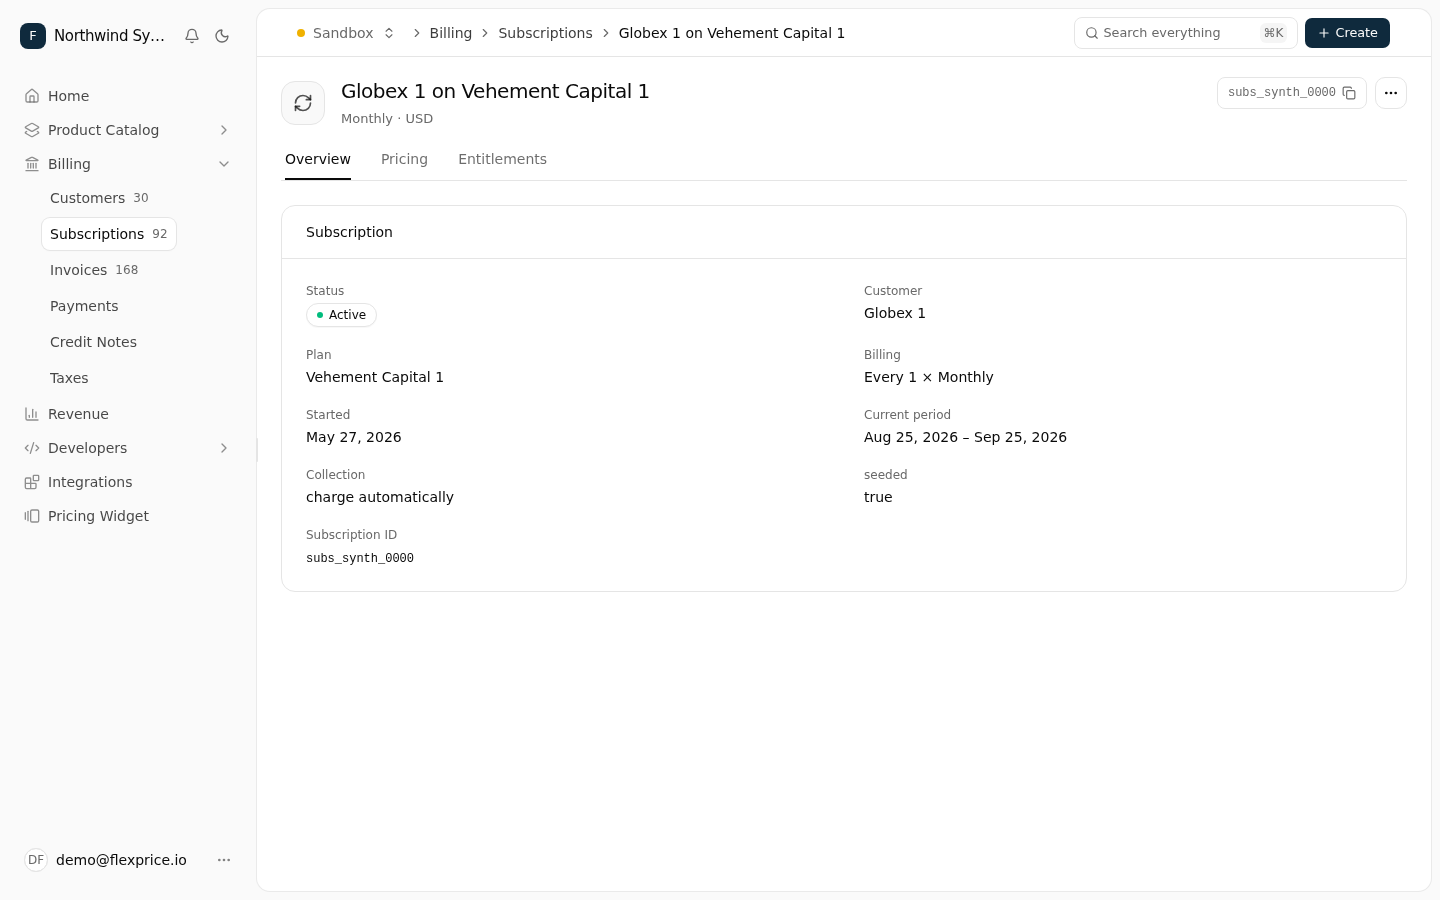 F Northwind Sy...
Home
Product Catalog
Billing
Customers 30
Subscriptions 92
Invoices 168
Payments
Credit Notes
Taxes
Revenue
Developers
Integrations
Pricing Widget
DF demo@flexprice.io
Sandbox Billing Subscriptions Globex 1 on Vehement Capital 1
Search everything ⌘K
Create
Globex 1 on Vehement Capital 1
Monthly · USD
subs_synth_0000
Overview Pricing Entitlements
Subscription
Status
Active
Customer
Globex 1
Plan
Vehement Capital 1
Billing
Every 1 × Monthly
Started
May 27, 2026
Current period
Aug 25, 2026 – Sep 25, 2026
Collection
charge automatically
seeded
true
Subscription ID
subs_synth_0000